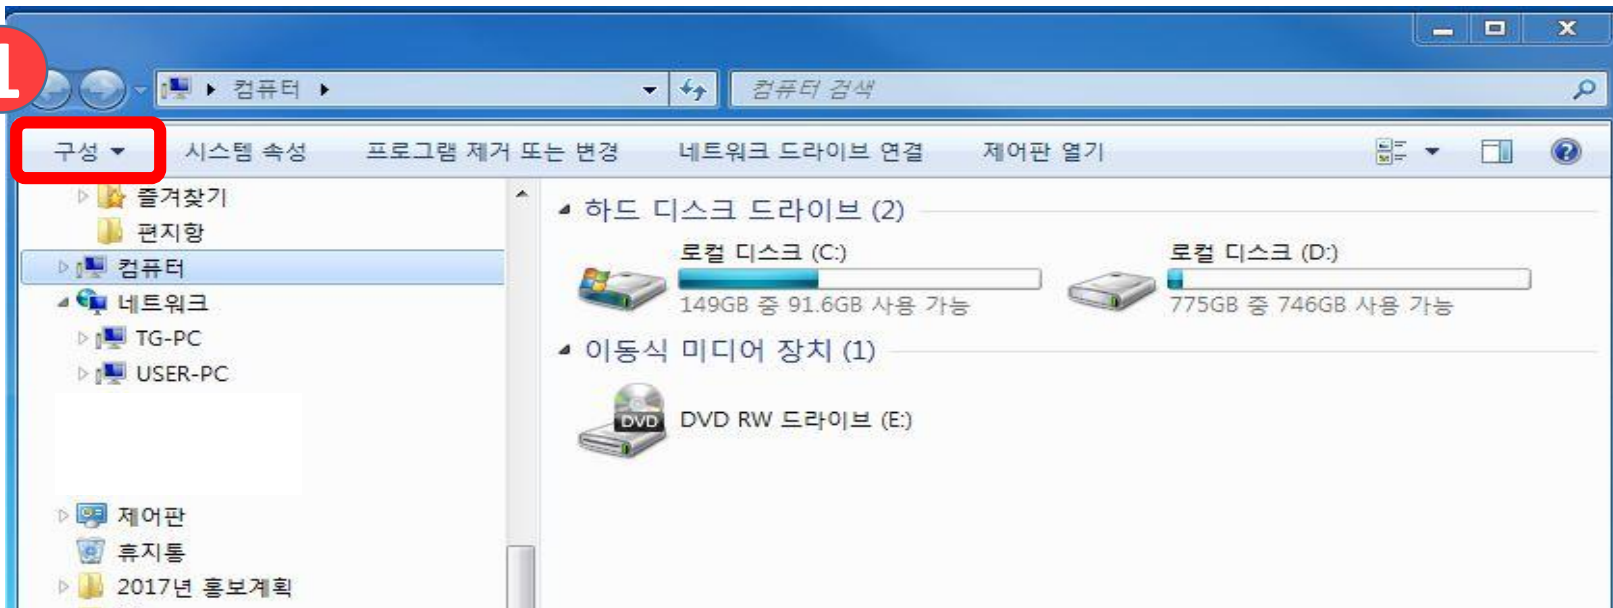 1
컴퓨터
컴퓨터 검색
구성 시스템 속성 프로그램 제거 또는 변경 네트워크 드라이브 연결 제어판 열기
즐겨찾기
편지항
컴퓨터
네트워크
TG-PC
USER-PC
제어판
휴지통
2017년 홍보계획
하드 디스크 드라이브 (2)
로컬 디스크 (C:)
149GB 중 91.6GB 사용 가능
로컬 디스크 (D:)
775GB 중 746GB 사용 가능
이동식 미디어 장치 (1)
DVD
DVD RW 드라이브 (E:)